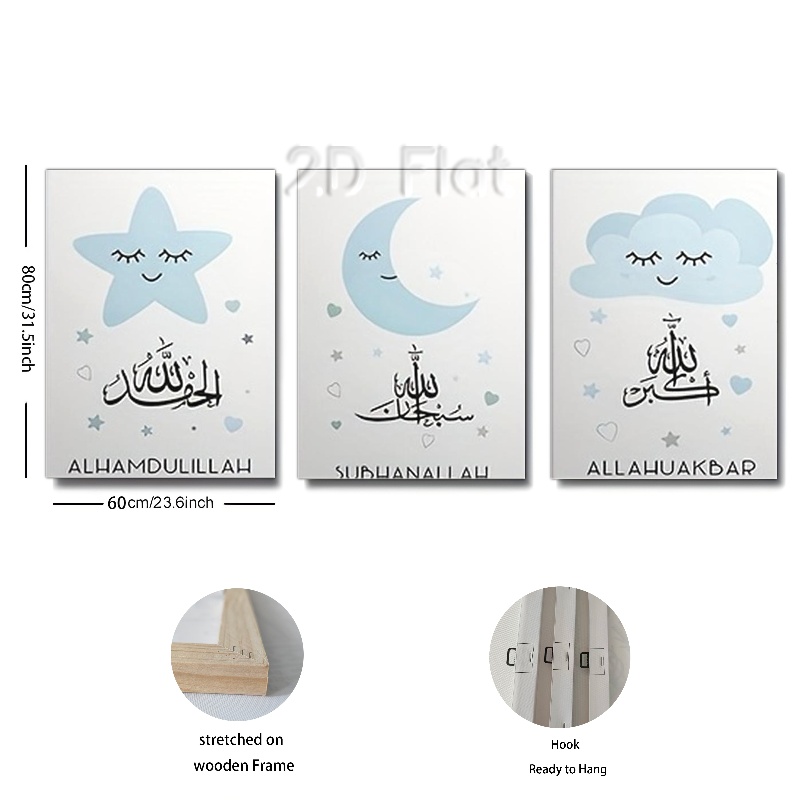 2D Flat
80cm/31.5inch
الحمد لله
سبحان الله
الله أكبر
ALHAMDULILLAH
SUBHANALLAH
ALLAHUAKBAR
60cm/23.6inch
stretched on
wooden Frame
Hook
Ready to Hang